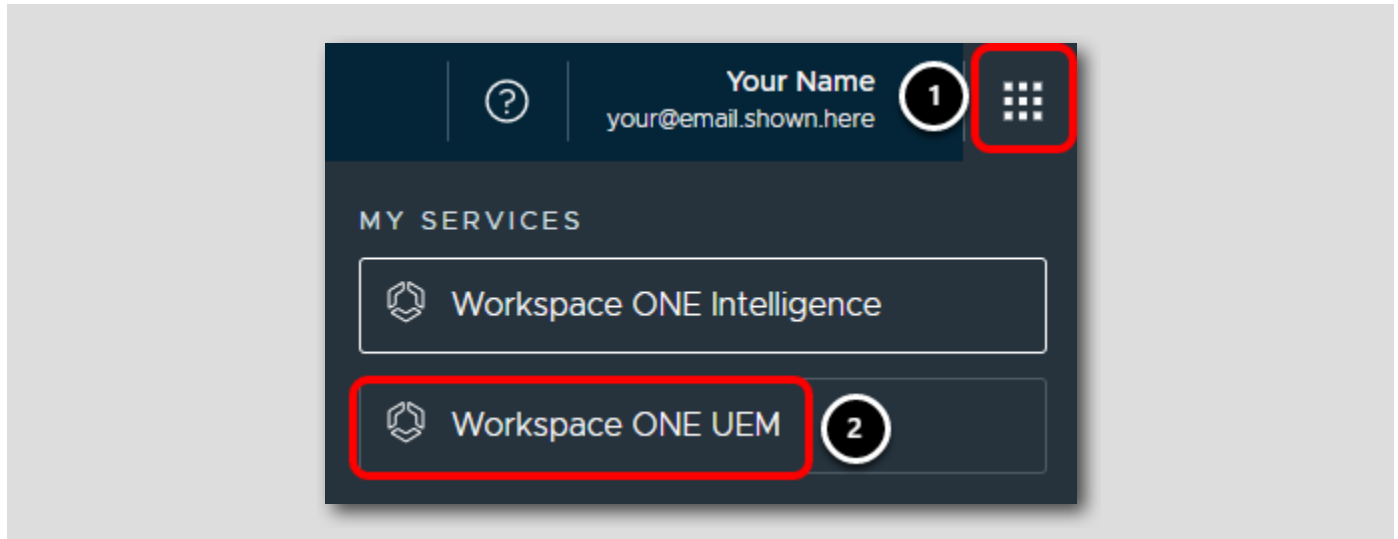 ?
Your Name
your@email.shown.here
1
MY SERVICES
Workspace ONE Intelligence
Workspace ONE UEM
2